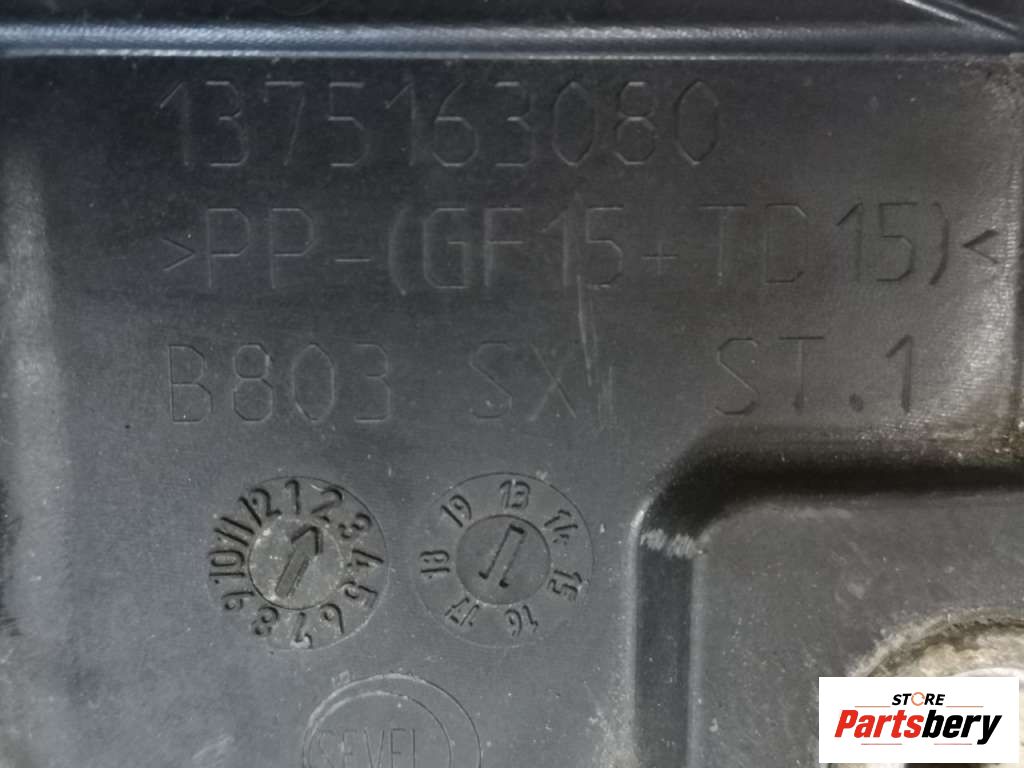 1375163080
>PP-(GF15+TD15)<
B803 SX ST.1
1 2 3 4 5 6 7 8 9 10 11 12
13 14 15 16 17 18 19
SEVEL
STORE
Partsbery